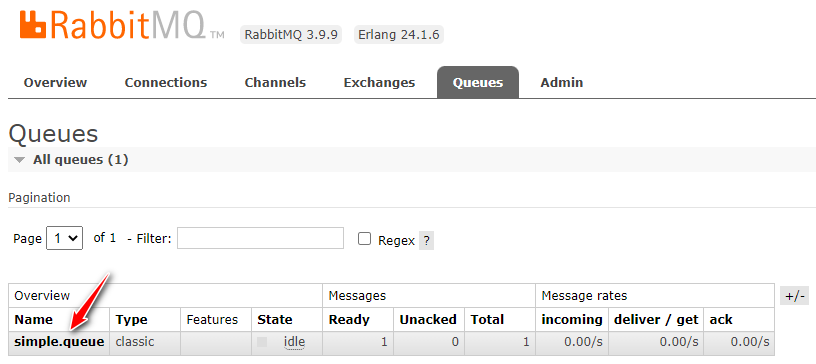 RabbitMQ TM RabbitMQ 3.9.9 Erlang 24.1.6
Overview Connections Channels Exchanges Queues Admin
Queues
All queues (1)
Pagination
Page 1 of 1 - Filter: Regex ?
Overview Messages Message rates +/-
Name Type Features State Ready Unacked Total incoming deliver / get ack
simple.queue classic idle 1 0 1 0.00/s 0.00/s 0.00/s